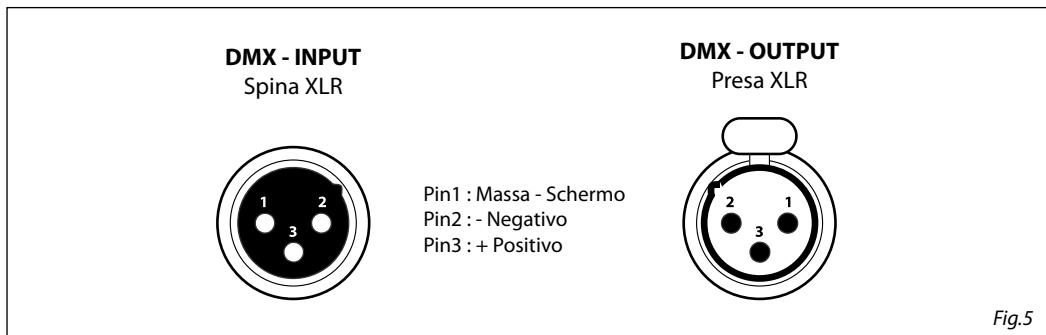 DMX - INPUT
Spina XLR
1
2
3
Pin1 : Massa - Schermo
Pin2 : - Negativo
Pin3 : + Positivo
DMX - OUTPUT
Presa XLR
2
1
3
Fig.5